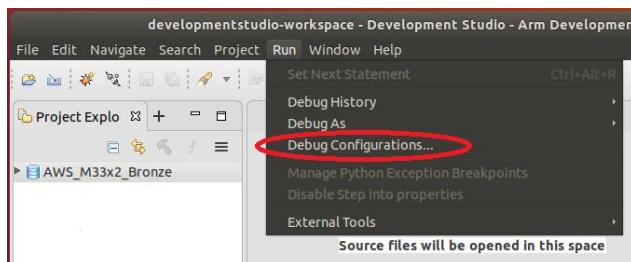 developmentstudio-workspace - Development Studio - Arm Developmen
File Edit Navigate Search Project Run Window Help
Set Next Statement Ctrl+Alt+R
Debug History
Debug As
Debug Configurations...
Manage Python Exception Breakpoints
Disable Step into properties
External Tools
Project Explo
AWS_M33x2_Bronze
Source files will be opened in this space